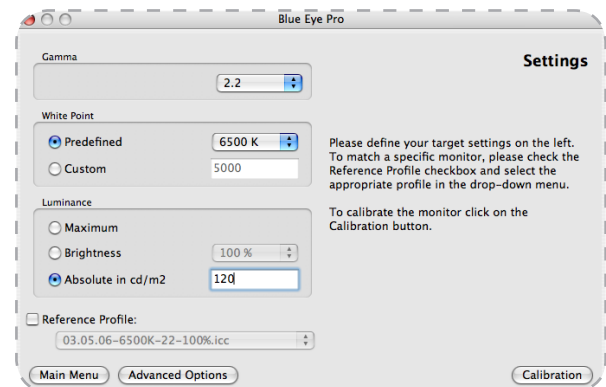 Blue Eye Pro
Gamma
2.2
Settings
White Point
Predefined
6500 K
Custom
5000
Please define your target settings on the left.
To match a specific monitor, please check the
Reference Profile checkbox and select the
appropriate profile in the drop-down menu.
To calibrate the monitor click on the
Calibration button.
Luminance
Maximum
Brightness
100 %
Absolute in cd/m2
120
Reference Profile:
03.05.06-6500K-22-100%.icc
Main Menu
Advanced Options
Calibration